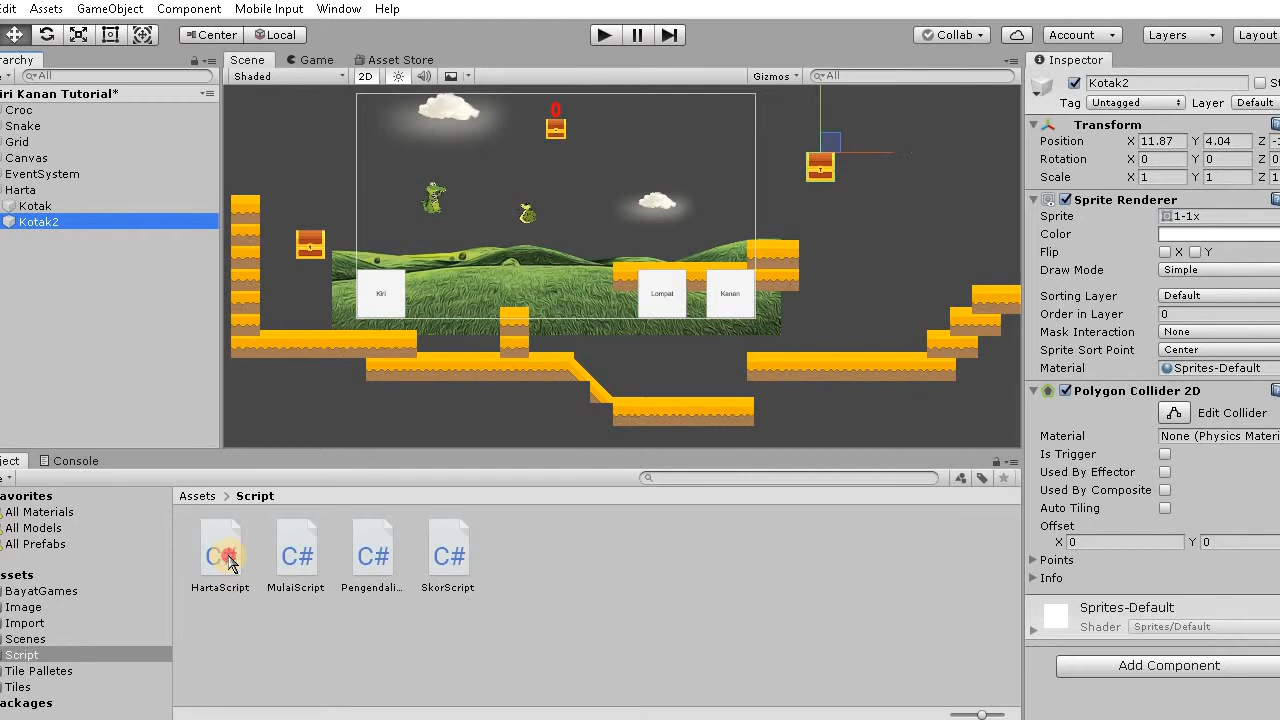 Edit Assets GameObject Component Mobile Input Window Help
Center Local Collab Account Layers Layout
Hierarchy Scene Game Asset Store Inspector
All Shaded 2D Gizmos All Kotak2 S
Kiri Kanan Tutorial*
Tag Untagged Layer Default
Croc
Snake
Grid
Canvas
EventSystem
Harta
Kotak
Kotak2
0
Kiri
Lompat
Kanan
Transform
Position X 11.87 Y 4.04 Z
Rotation X 0 Y 0 Z 0
Scale X 1 Y 1 Z 1
Sprite Renderer
Sprite 1-1x
Color
Flip X Y
Draw Mode Simple
Sorting Layer Default
Order in Layer 0
Mask Interaction None
Sprite Sort Point Center
Material Sprites-Default
Polygon Collider 2D
Edit Collider
Material None (Physics Materi
Is Trigger
Used By Effector
Used By Composite
Auto Tiling
Offset
X 0 Y 0
Points
Info
Sprites-Default
Shader Sprites/Default
Add Component
ject Console
avorites
All Materials
All Models
All Prefabs
ssets
BayatGames
Image
Import
Scenes
Script
Tile Palletes
Tiles
ackages
Assets > Script
C# C# C# C#
HartaScript MulaiScript Pengendali... SkorScript